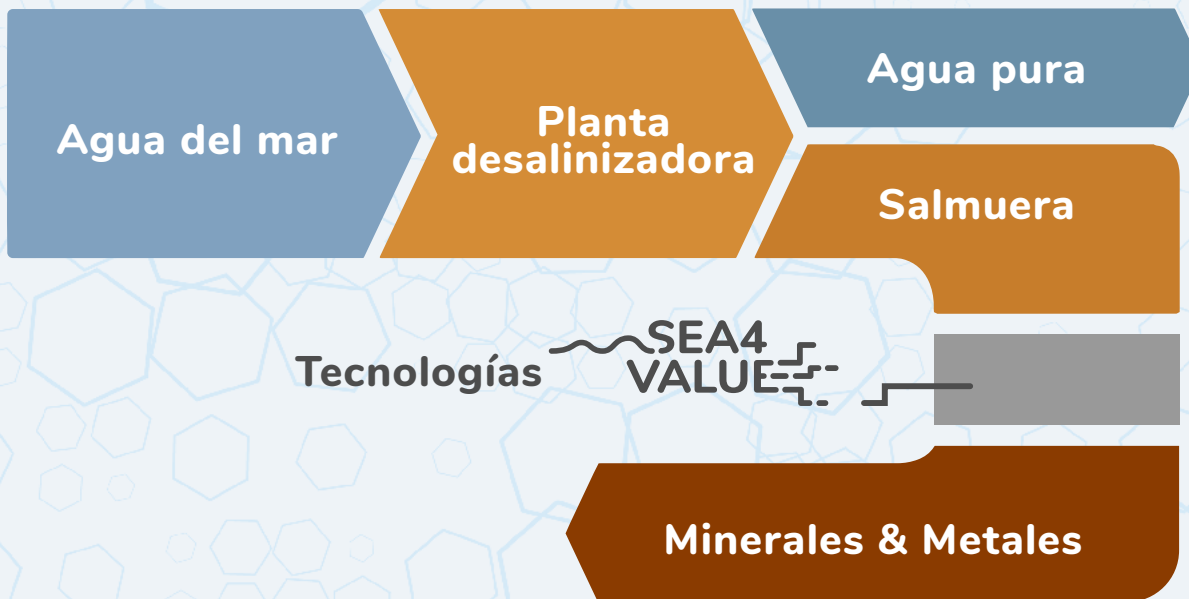 Agua del mar
Planta
desalinizadora
Agua pura
Salmuera
Tecnologías
SEA4
VALUE
Minerales & Metales